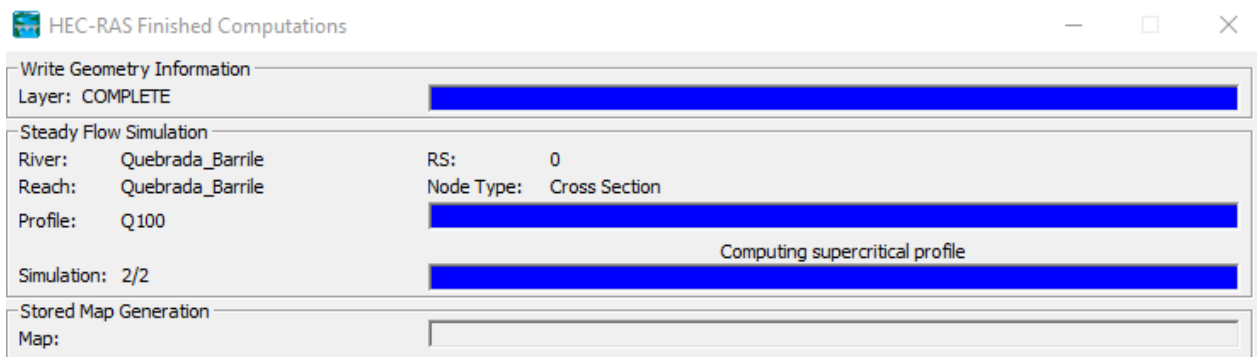 HEC-RAS Finished Computations
Write Geometry Information
Layer: COMPLETE
Steady Flow Simulation
River: Quebrada_Barrile RS: 0
Reach: Quebrada_Barrile Node Type: Cross Section
Profile: Q100
Computing supercritical profile
Simulation: 2/2
Stored Map Generation
Map: